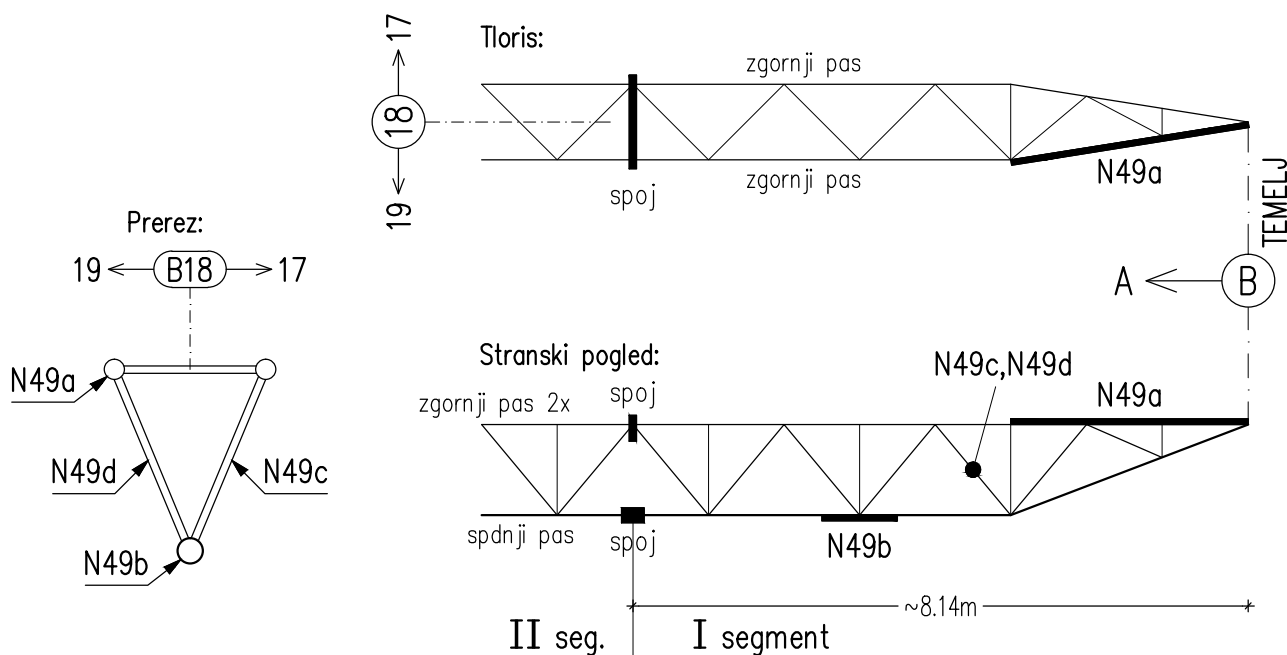 Tloris:
17
18
19
zgornji pas
zgornji pas
spoj
N49a
TEMELJ
A
B
Prerez:
19
B18
17
N49a
N49d
N49c
N49b
Stranski pogled:
zgornji pas 2x
spoj
N49c,N49d
N49a
spdnji pas
spoj
N49b
~8.14m
II seg.
I segment